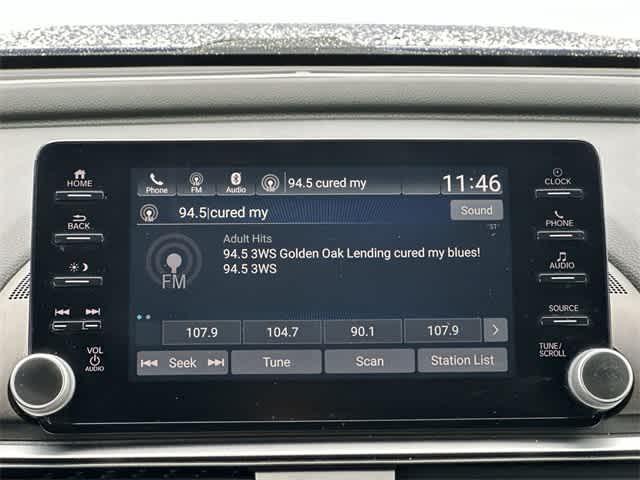 HOME
BACK
VOL
AUDIO
Phone
FM
Audio
94.5 cured my
11:46
94.5|cured my
Sound
"ST"
Adult Hits
94.5 3WS Golden Oak Lending cured my blues!
94.5 3WS
FM
107.9
104.7
90.1
107.9
Seek
Tune
Scan
Station List
CLOCK
PHONE
AUDIO
SOURCE
TUNE/
SCROLL